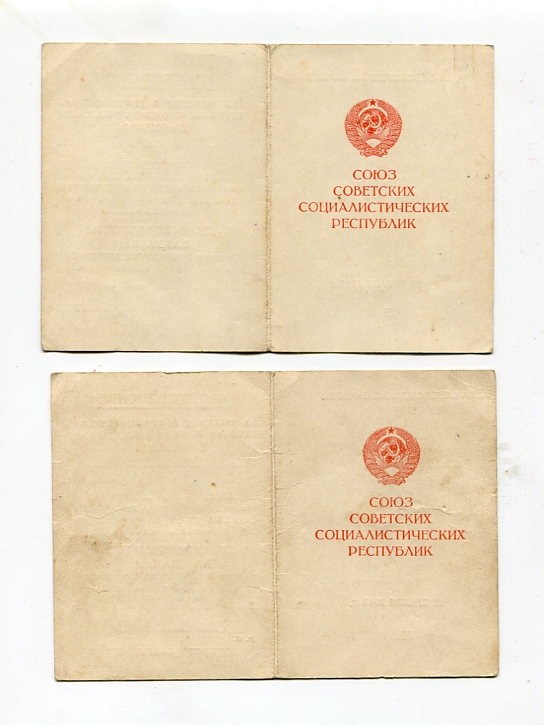 СОЮЗ
СОВЕТСКИХ
СОЦИАЛИСТИЧЕСКИХ
РЕСПУБЛИК
СОЮЗ
СОВЕТСКИХ
СОЦИАЛИСТИЧЕСКИХ
РЕСПУБЛИК